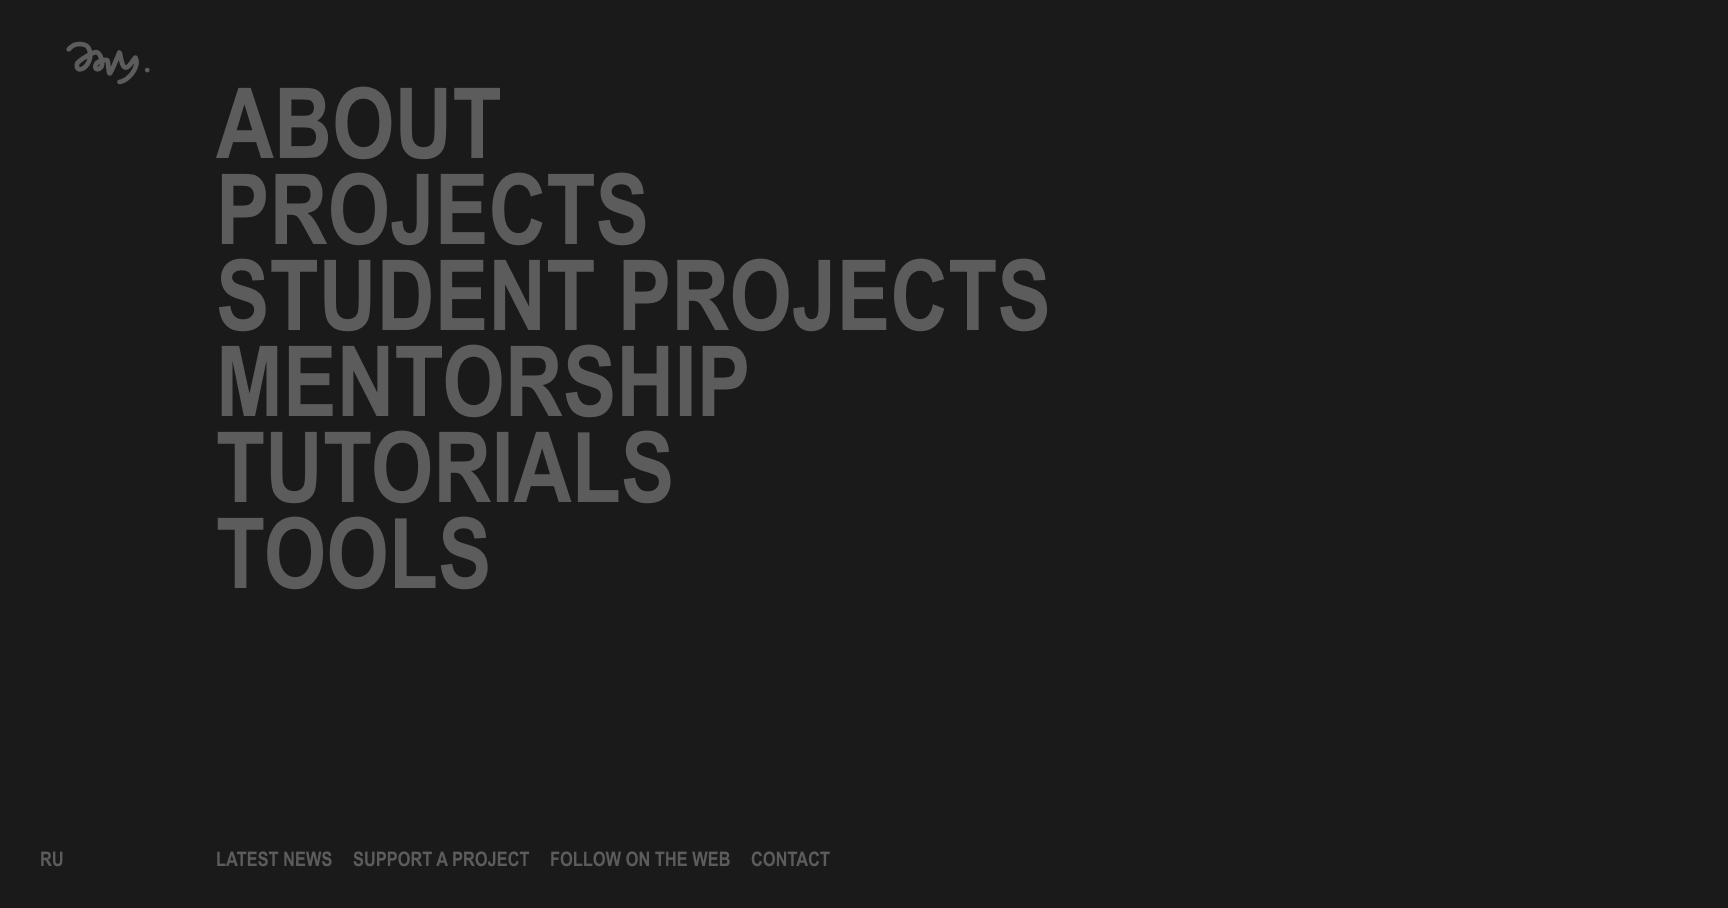 ABOUT
PROJECTS
STUDENT PROJECTS
MENTORSHIP
TUTORIALS
TOOLS
RU
LATEST NEWS
SUPPORT A PROJECT
FOLLOW ON THE WEB
CONTACT